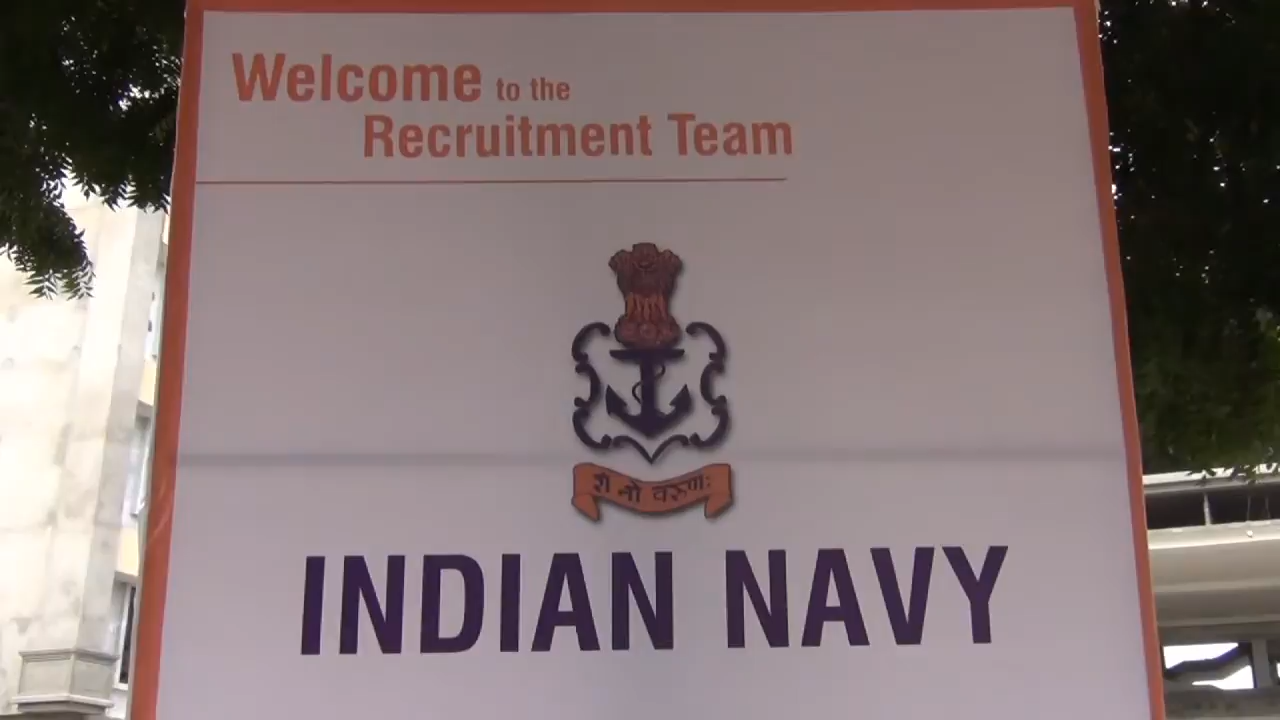 Welcome to the
Recruitment Team
शं नो वरुणः
INDIAN NAVY